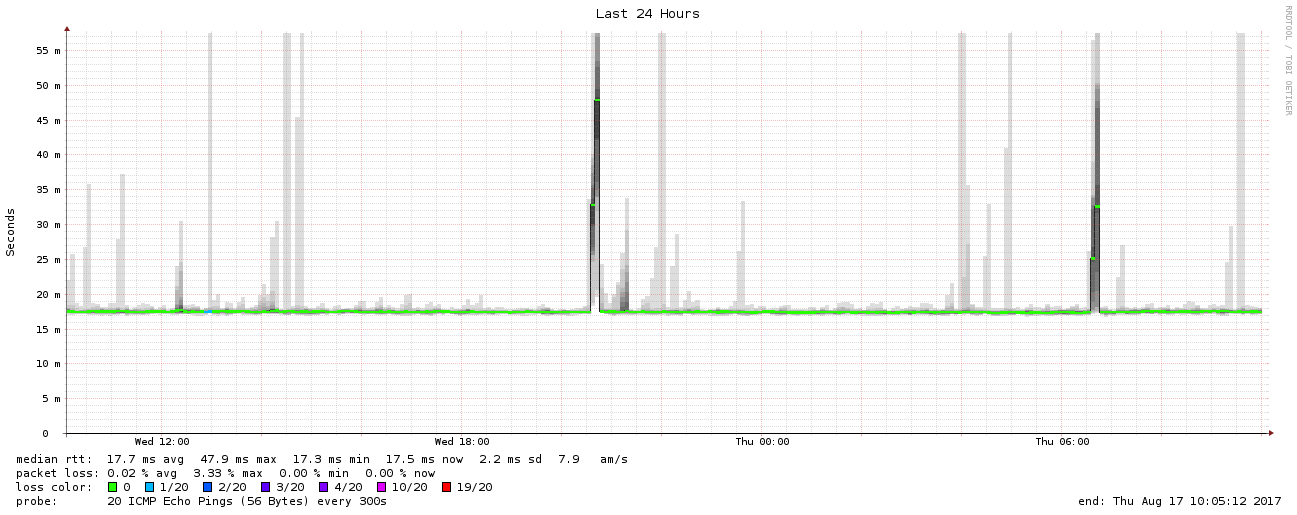 Last 24 Hours
RRDTOOL / TOBI OETIKER
Seconds
55 m
50 m
45 m
40 m
35 m
30 m
25 m
20 m
15 m
10 m
5 m
0
Wed 12:00 Wed 18:00 Thu 00:00 Thu 06:00
median rtt: 17.7 ms avg 47.9 ms max 17.3 ms min 17.5 ms now 2.2 ms sd 7.9 am/s
packet loss: 0.02 % avg 3.33 % max 0.00 % min 0.00 % now
loss color: 0 1/20 2/20 3/20 4/20 10/20 19/20
probe: 20 ICMP Echo Pings (56 Bytes) every 300s end: Thu Aug 17 10:05:12 2017